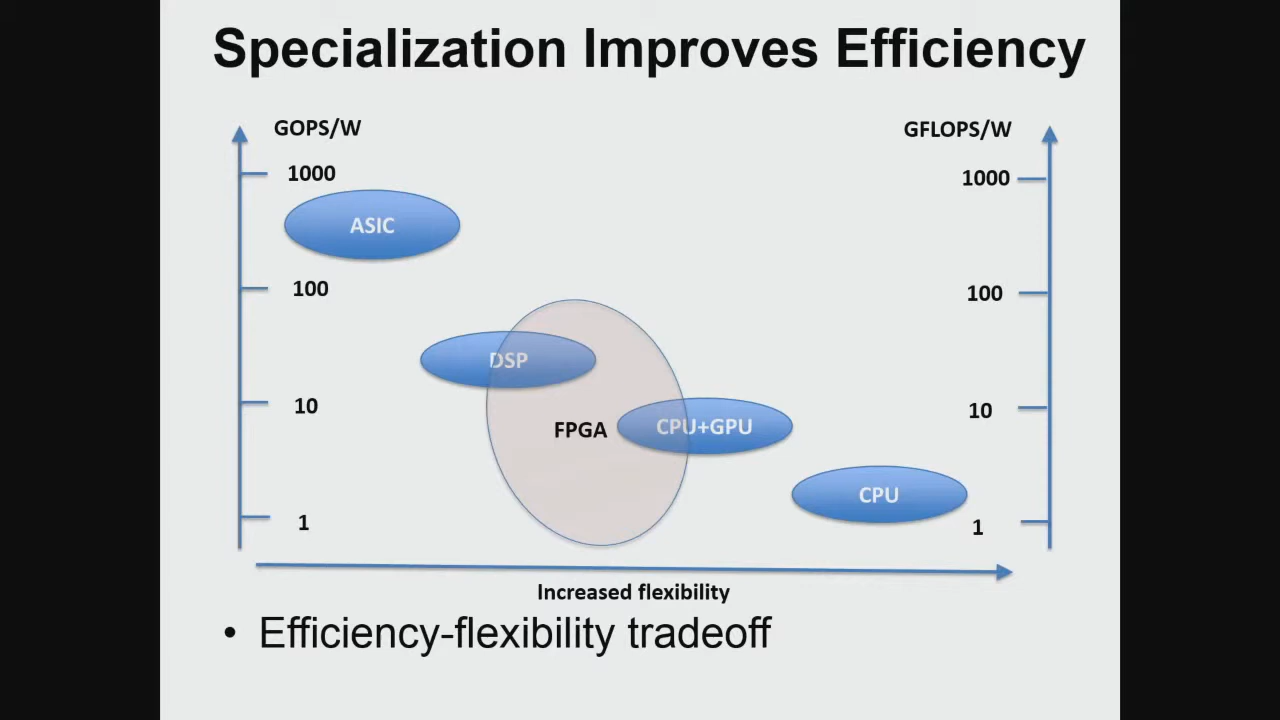 Specialization Improves Efficiency
GOPS/W
GFLOPS/W
1000
1000
ASIC
100
100
DSP
10
10
FPGA
CPU+GPU
CPU
1
1
Increased flexibility
• Efficiency-flexibility tradeoff